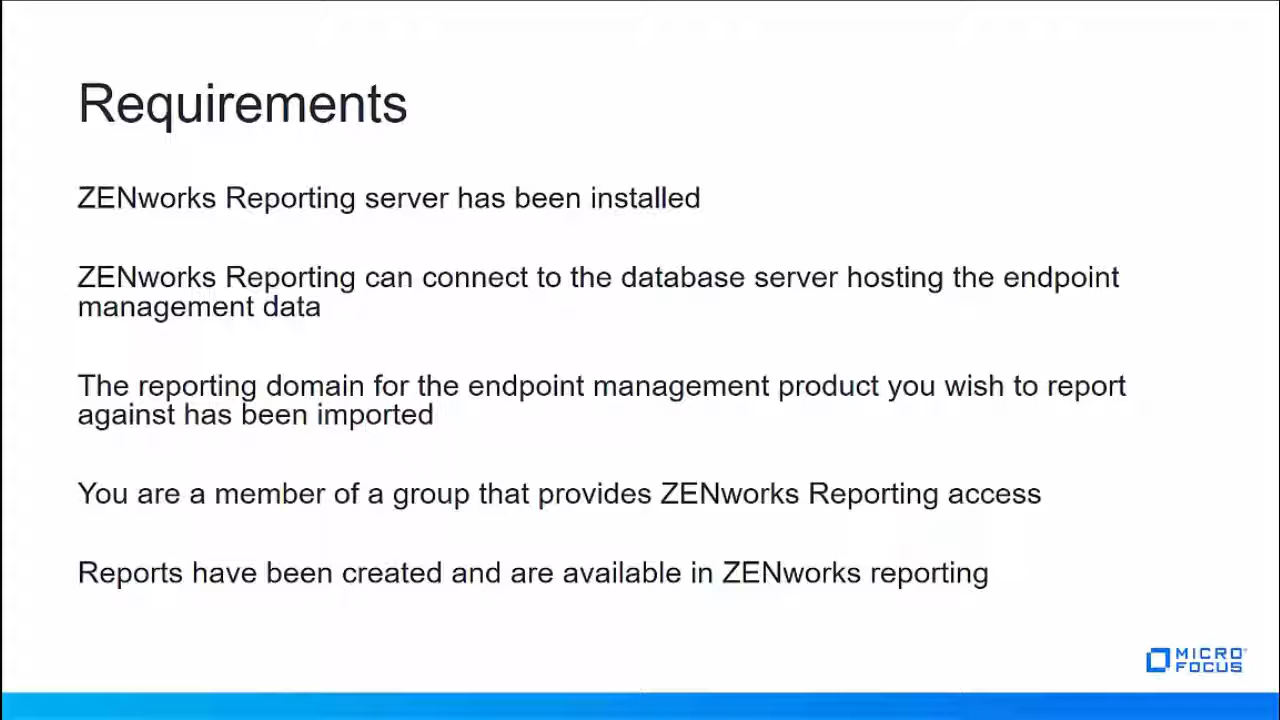 Requirements
ZENworks Reporting server has been installed
ZENworks Reporting can connect to the database server hosting the endpoint
management data
The reporting domain for the endpoint management product you wish to report
against has been imported
You are a member of a group that provides ZENworks Reporting access
Reports have been created and are available in ZENworks reporting
MICRO
FOCUS